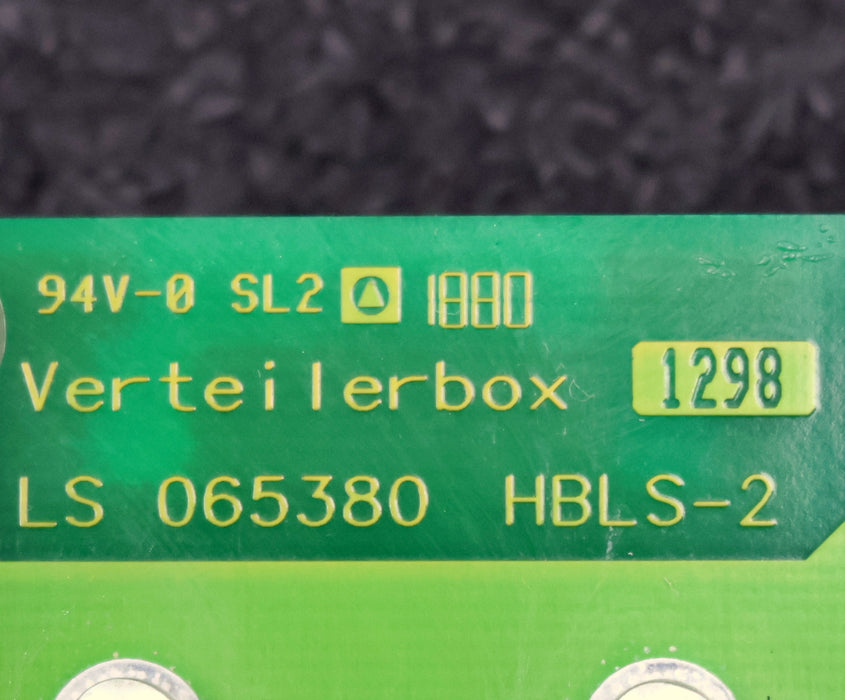 94V-0 SL2 1880
Verteilerbox 1298
LS 065380 HBLS-2